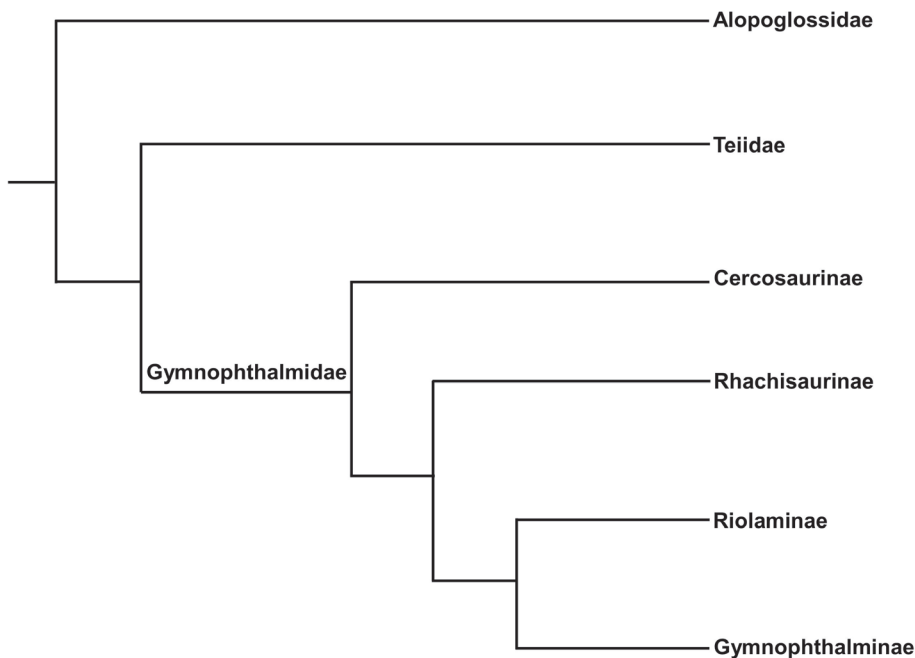 Alopoglossidae
Teiidae
Cercosaurinae
Gymnophthalmidae
Rhachisaurinae
Riolaminae
Gymnophthalminae